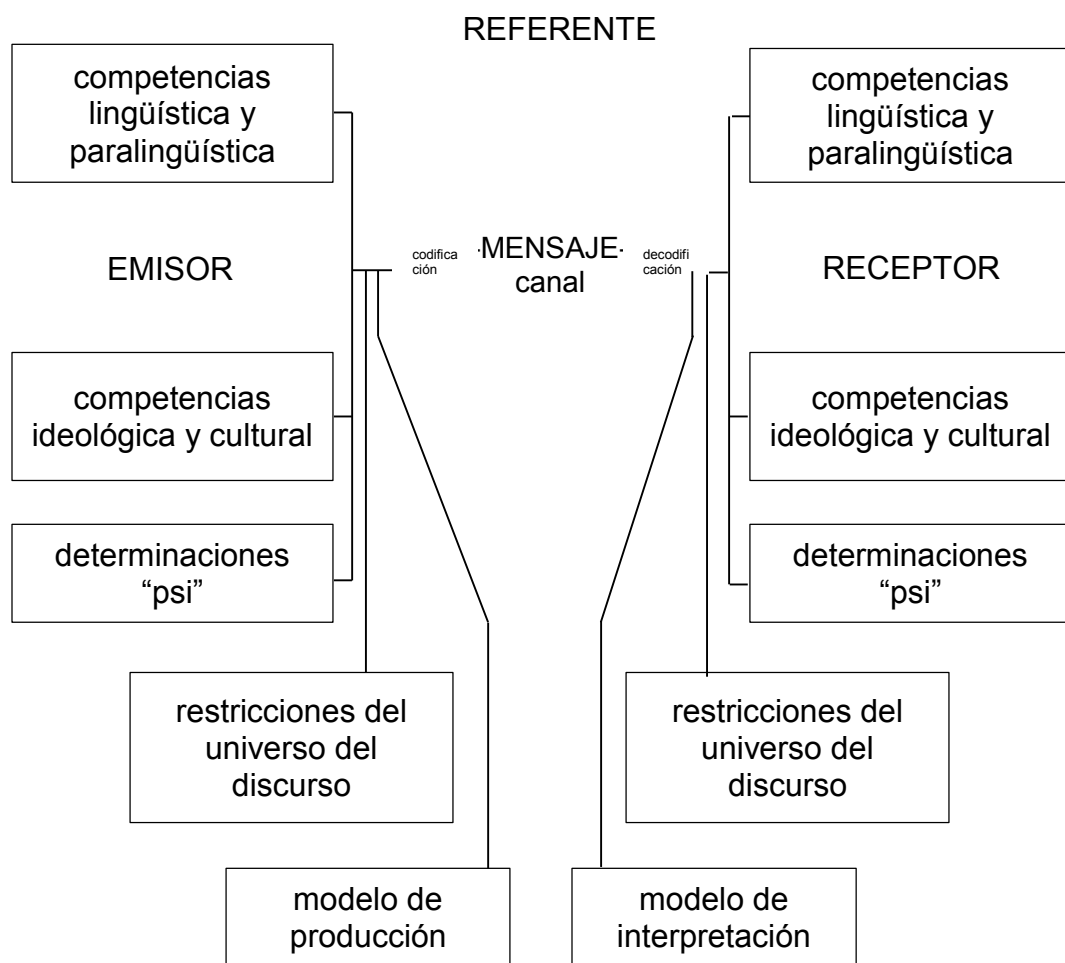 REFERENTE
competencias
lingüística y
paralingüística
competencias
lingüística y
paralingüística
EMISOR
codifica
ción
MENSAJE
canal
decodifi
cación
RECEPTOR
competencias
ideológica y cultural
competencias
ideológica y cultural
determinaciones
“psi”
determinaciones
“psi”
restricciones del
universo del
discurso
restricciones del
universo del
discurso
modelo de
producción
modelo de
interpretación